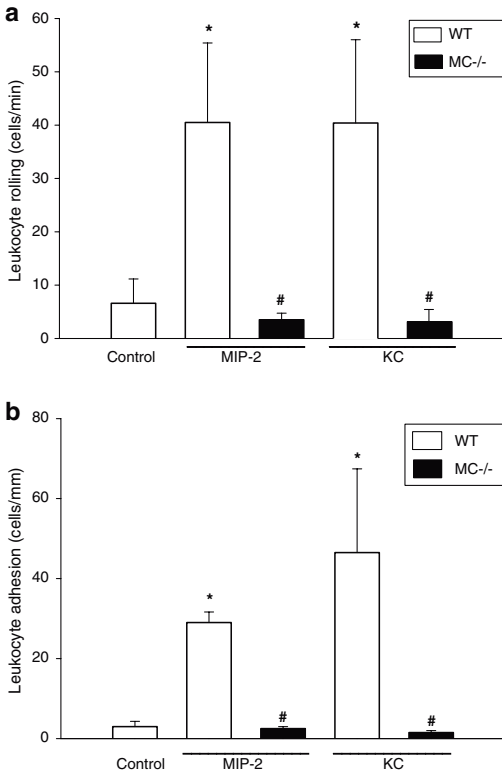 a
60
50
40
30
20
10
0
Leukocyte rolling (cells/min)
WT
MC-/-
*
*
#
#
Control
MIP-2
KC
b
80
60
40
20
0
Leukocyte adhesion (cells/mm)
WT
MC-/-
*
*
#
#
Control
MIP-2
KC